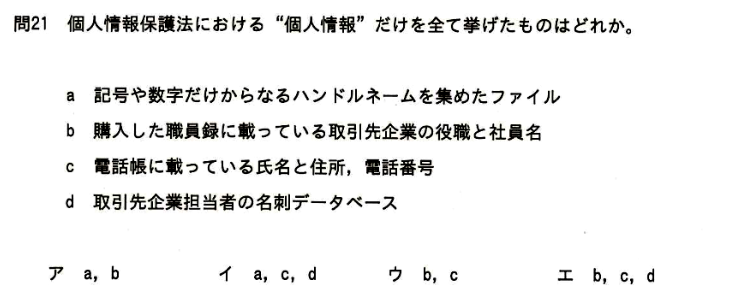 問21 個人情報保護法における“個人情報”だけを全て挙げたものはどれか。
a 記号や数字だけからなるハンドルネームを集めたファイル
b 購入した職員録に載っている取引先企業の役職と社員名
c 電話帳に載っている氏名と住所，電話番号
d 取引先企業担当者の名刺データベース
ア a, b イ a, c, d ウ b, c エ b, c, d